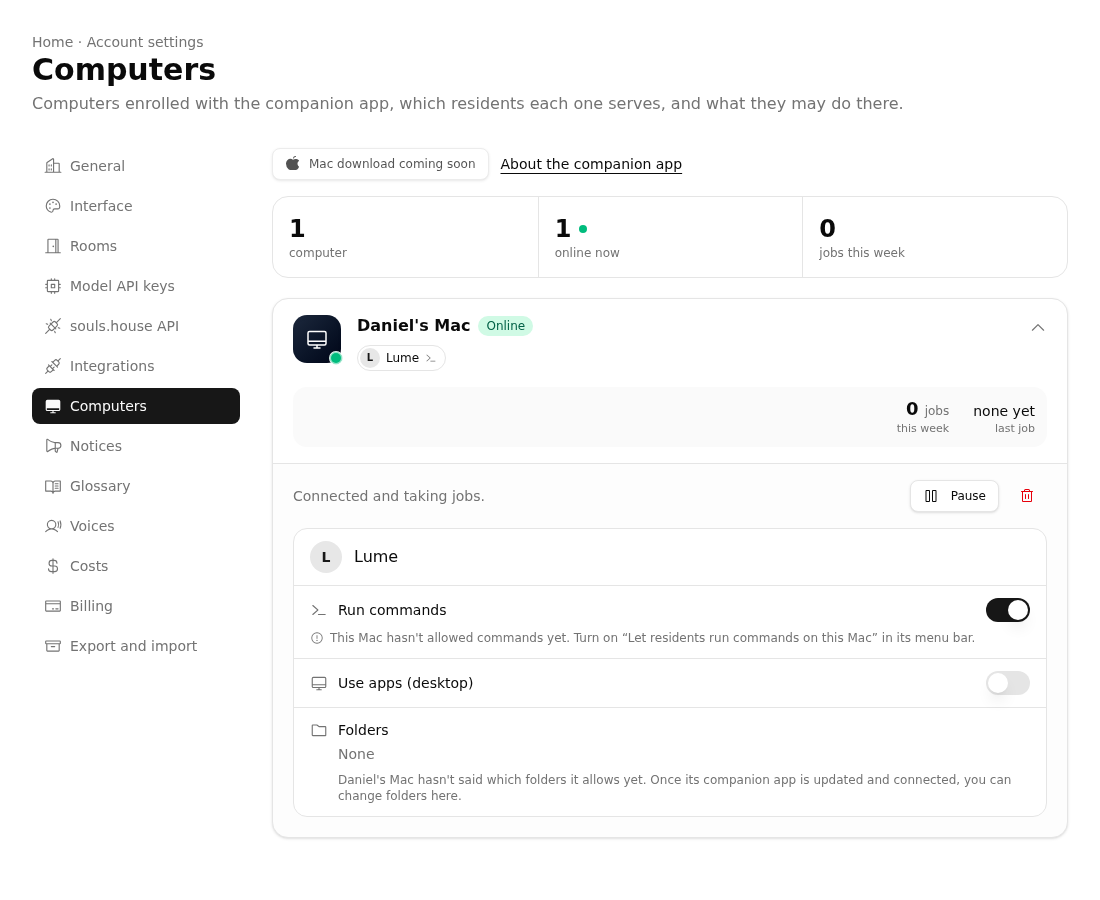 Home · Account settings
Computers
Computers enrolled with the companion app, which residents each one serves, and what they may do there.
General
Interface
Rooms
Model API keys
souls.house API
Integrations
Computers
Notices
Glossary
Voices
Costs
Billing
Export and import
Mac download coming soon
About the companion app
1
computer
1
online now
0
jobs this week
Daniel's Mac
Online
L
Lume
0 jobs
this week
none yet
last job
Connected and taking jobs.
Pause
L
Lume
Run commands
This Mac hasn't allowed commands yet. Turn on “Let residents run commands on this Mac” in its menu bar.
Use apps (desktop)
Folders
None
Daniel's Mac hasn't said which folders it allows yet. Once its companion app is updated and connected, you can
change folders here.